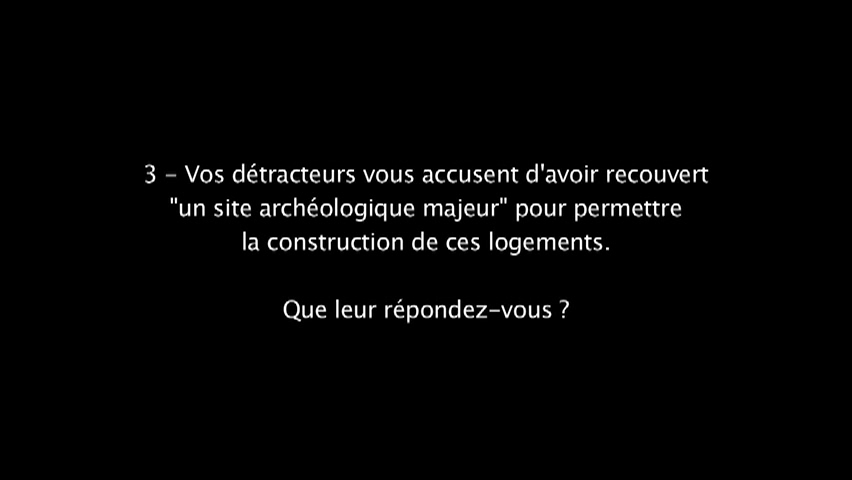 3 - Vos détracteurs vous accusent d'avoir recouvert
"un site archéologique majeur" pour permettre
la construction de ces logements.
Que leur répondez-vous ?